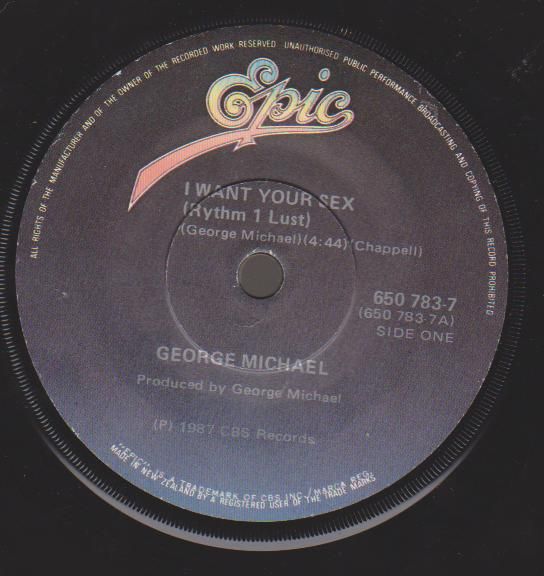 ALL RIGHTS OF THE MANUFACTURER AND OF THE OWNER OF THE RECORDED WORK RESERVED UNAUTHORISED PUBLIC PERFORMANCE BROADCASTING AND COPYING OF THIS RECORD PROHIBITED
Epic
I WANT YOUR SEX
(Rythm 1 Lust)
(George Michael)(4:44)(Chappell)
650 783-7
(650 783-7A)
SIDE ONE
GEORGE MICHAEL
Produced by George Michael
(P) 1987 CBS Records
"EPIC" IS A TRADEMARK OF CBS INC./MARCA REG.
MADE IN NEW ZEALAND BY A REGISTERED USER OF THE TRADE MARKS